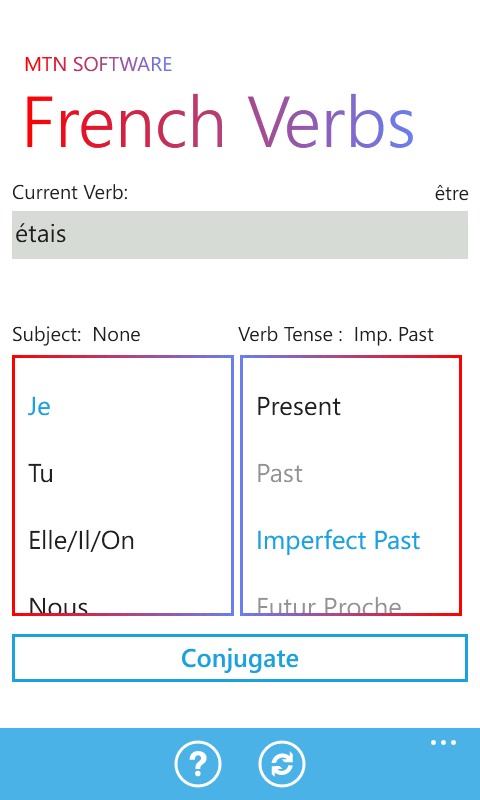 MTN SOFTWARE
French Verbs
Current Verb: être
étais
Subject: None Verb Tense : Imp. Past
Je Present
Tu Past
Elle/Il/On Imperfect Past
Nous Futur Proche
Conjugate